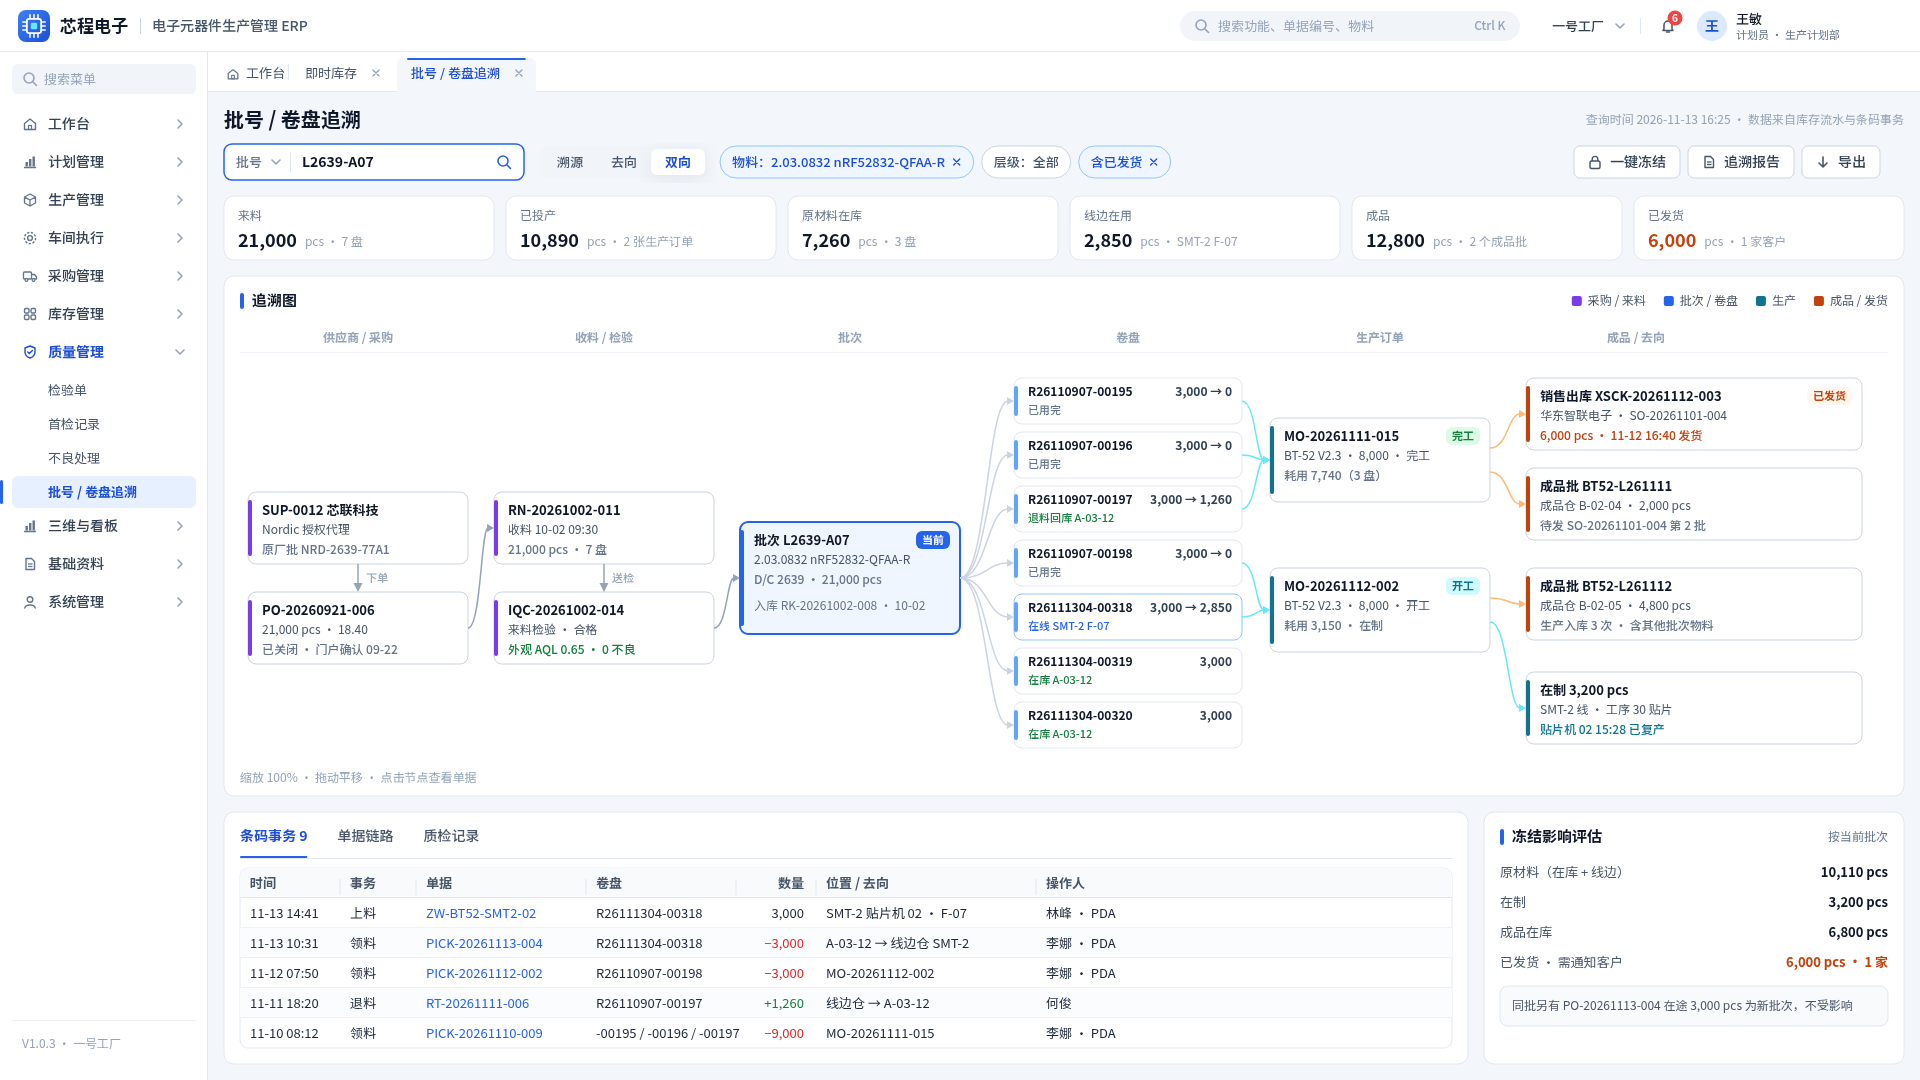 芯程电子
电子元器件生产管理 ERP
搜索功能、单据编号、物料
Ctrl K
一号工厂
6
王
王敏
计划员 · 生产计划部
搜索菜单
工作台
计划管理
生产管理
车间执行
采购管理
库存管理
质量管理
检验单
首检记录
不良处理
批号 / 卷盘追溯
三维与看板
基础资料
系统管理
V1.0.3 · 一号工厂
工作台
即时库存
批号 / 卷盘追溯
批号 / 卷盘追溯
查询时间 2026-11-13 16:25 · 数据来自库存流水与条码事务
批号
L2639-A07
溯源
去向
双向
物料：2.03.0832 nRF52832-QFAA-R
层级：全部
含已发货
一键冻结
追溯报告
导出
来料
21,000 pcs · 7 盘
已投产
10,890 pcs · 2 张生产订单
原材料在库
7,260 pcs · 3 盘
线边在用
2,850 pcs · SMT-2 F-07
成品
12,800 pcs · 2 个成品批
已发货
6,000 pcs · 1 家客户
追溯图
采购 / 来料
批次 / 卷盘
生产
成品 / 发货
供应商 / 采购
收料 / 检验
批次
卷盘
生产订单
成品 / 去向
SUP-0012 芯联科技
Nordic 授权代理
原厂批 NRD-2639-77A1
下单
PO-20260921-006
21,000 pcs · 18.40
已关闭 · 门户确认 09-22
RN-20261002-011
收料 10-02 09:30
21,000 pcs · 7 盘
送检
IQC-20261002-014
来料检验 · 合格
外观 AQL 0.65 · 0 不良
批次 L2639-A07
当前
2.03.0832 nRF52832-QFAA-R
D/C 2639 · 21,000 pcs
入库 RK-20261002-008 · 10-02
R26110907-00195
3,000 → 0
已用完
R26110907-00196
3,000 → 0
已用完
R26110907-00197
3,000 → 1,260
退料回库 A-03-12
R26110907-00198
3,000 → 0
已用完
R26111304-00318
3,000 → 2,850
在线 SMT-2 F-07
R26111304-00319
3,000
在库 A-03-12
R26111304-00320
3,000
在库 A-03-12
MO-20261111-015
完工
BT-52 V2.3 · 8,000 · 完工
耗用 7,740（3 盘）
MO-20261112-002
开工
BT-52 V2.3 · 8,000 · 开工
耗用 3,150 · 在制
销售出库 XSCK-20261112-003
已发货
华东智联电子 · SO-20261101-004
6,000 pcs · 11-12 16:40 发货
成品批 BT52-L261111
成品仓 B-02-04 · 2,000 pcs
待发 SO-20261101-004 第 2 批
成品批 BT52-L261112
成品仓 B-02-05 · 4,800 pcs
生产入库 3 次 · 含其他批次物料
在制 3,200 pcs
SMT-2 线 · 工序 30 贴片
贴片机 02 15:28 已复产
缩放 100% · 拖动平移 · 点击节点查看单据
条码事务 9
单据链路
质检记录
时间 事务 单据 卷盘 数量 位置 / 去向 操作人
11-13 14:41 上料 ZW-BT52-SMT2-02 R26111304-00318 3,000 SMT-2 贴片机 02 · F-07 林峰 · PDA
11-13 10:31 领料 PICK-20261113-004 R26111304-00318 −3,000 A-03-12 → 线边仓 SMT-2 李娜 · PDA
11-12 07:50 领料 PICK-20261112-002 R26110907-00198 −3,000 MO-20261112-002 李娜 · PDA
11-11 18:20 退料 RT-20261111-006 R26110907-00197 +1,260 线边仓 → A-03-12 何俊
11-10 08:12 领料 PICK-20261110-009 -00195 / -00196 / -00197 −9,000 MO-20261111-015 李娜 · PDA
冻结影响评估
按当前批次
原材料（在库 + 线边） 10,110 pcs
在制 3,200 pcs
成品在库 6,800 pcs
已发货 · 需通知客户 6,000 pcs · 1 家
同批另有 PO-20261113-004 在途 3,000 pcs 为新批次，不受影响